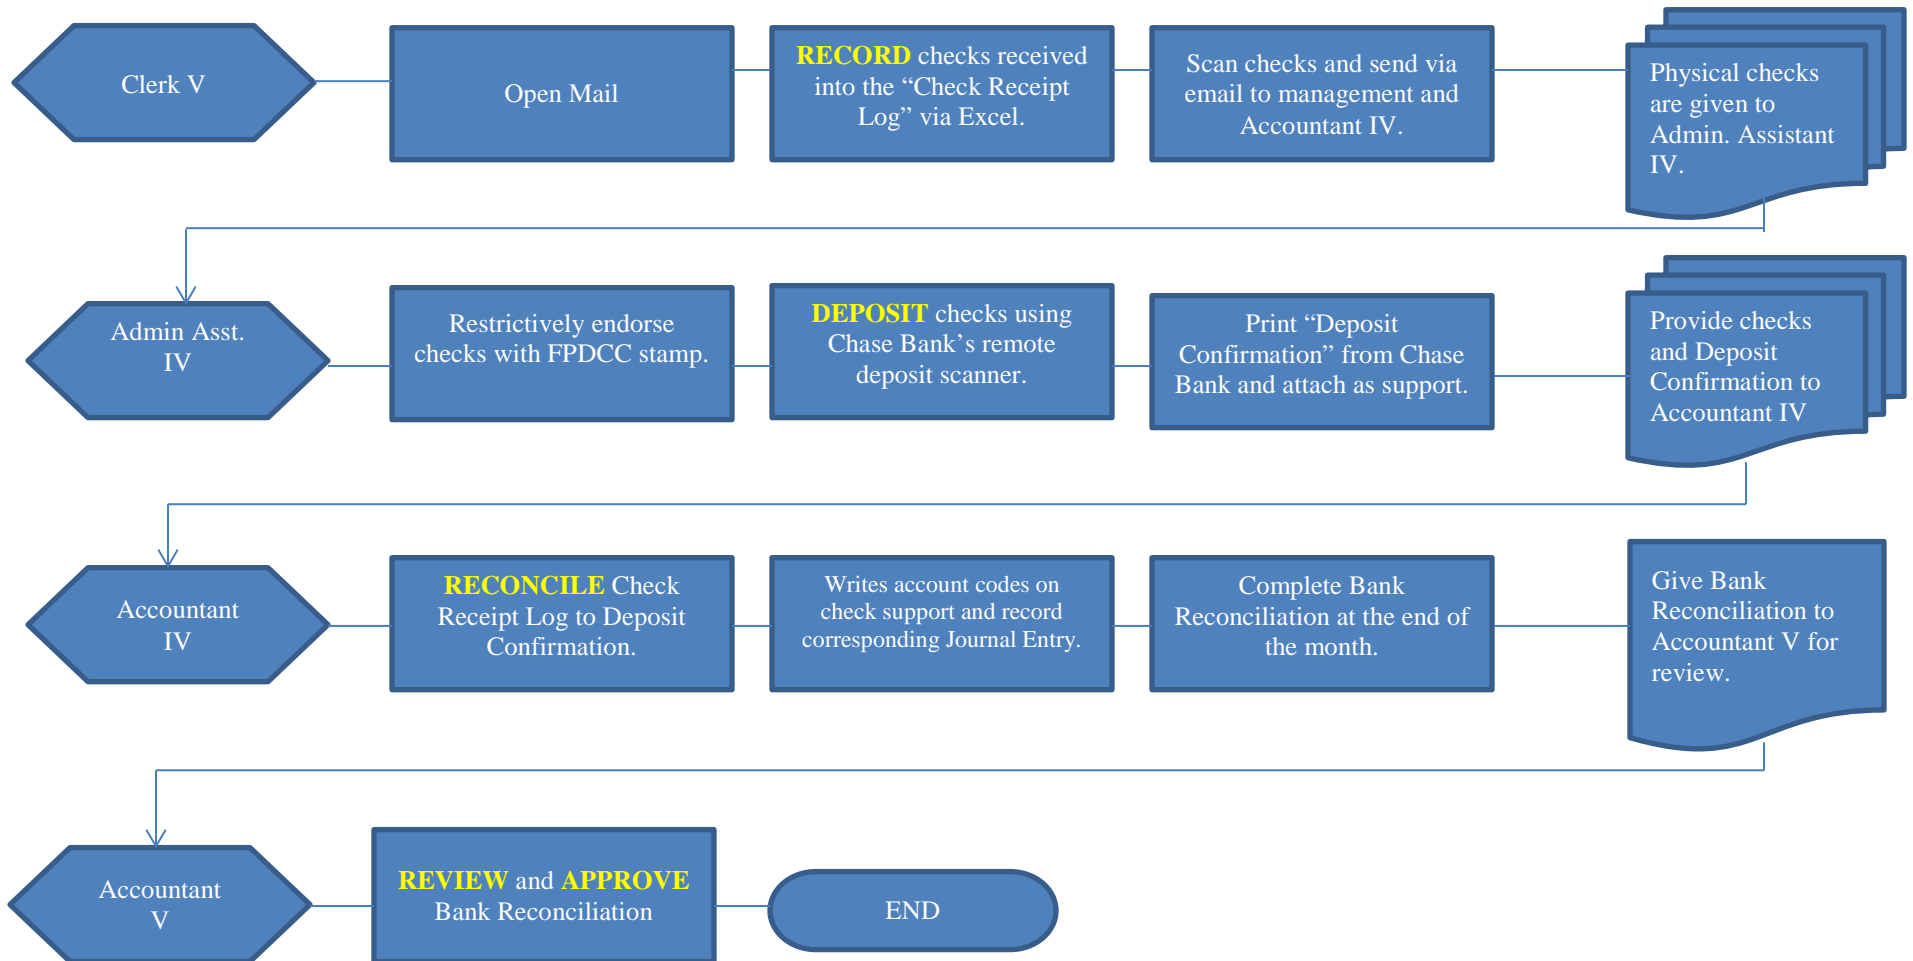 Clerk V
Open Mail
RECORD checks received
into the “Check Receipt
Log” via Excel.
Scan checks and send via
email to management and
Accountant IV.
Physical checks
are given to
Admin. Assistant
IV.
Admin Asst.
IV
Restrictively endorse
checks with FPDCC stamp.
DEPOSIT checks using
Chase Bank’s remote
deposit scanner.
Print “Deposit
Confirmation” from Chase
Bank and attach as support.
Provide checks
and Deposit
Confirmation to
Accountant IV
Accountant
IV
RECONCILE Check
Receipt Log to Deposit
Confirmation.
Writes account codes on
check support and record
corresponding Journal Entry.
Complete Bank
Reconciliation at the end of
the month.
Give Bank
Reconciliation to
Accountant V for
review.
Accountant
V
REVIEW and APPROVE
Bank Reconciliation
END